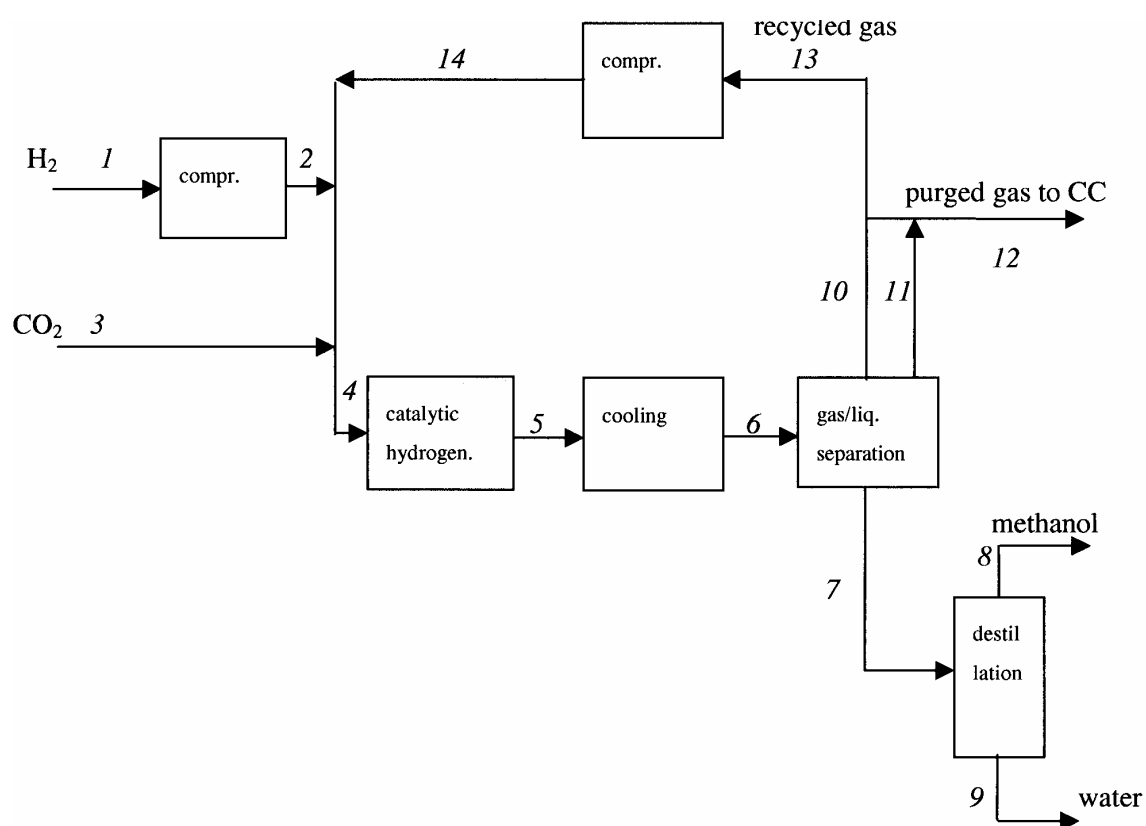 recycled gas
14
compr.
13
H₂
1
compr.
2
purged gas to CC
12
10
11
CO₂
3
4
catalytic
hydrogen.
5
cooling
6
gas/liq.
separation
methanol
8
7
destil
lation
9
water